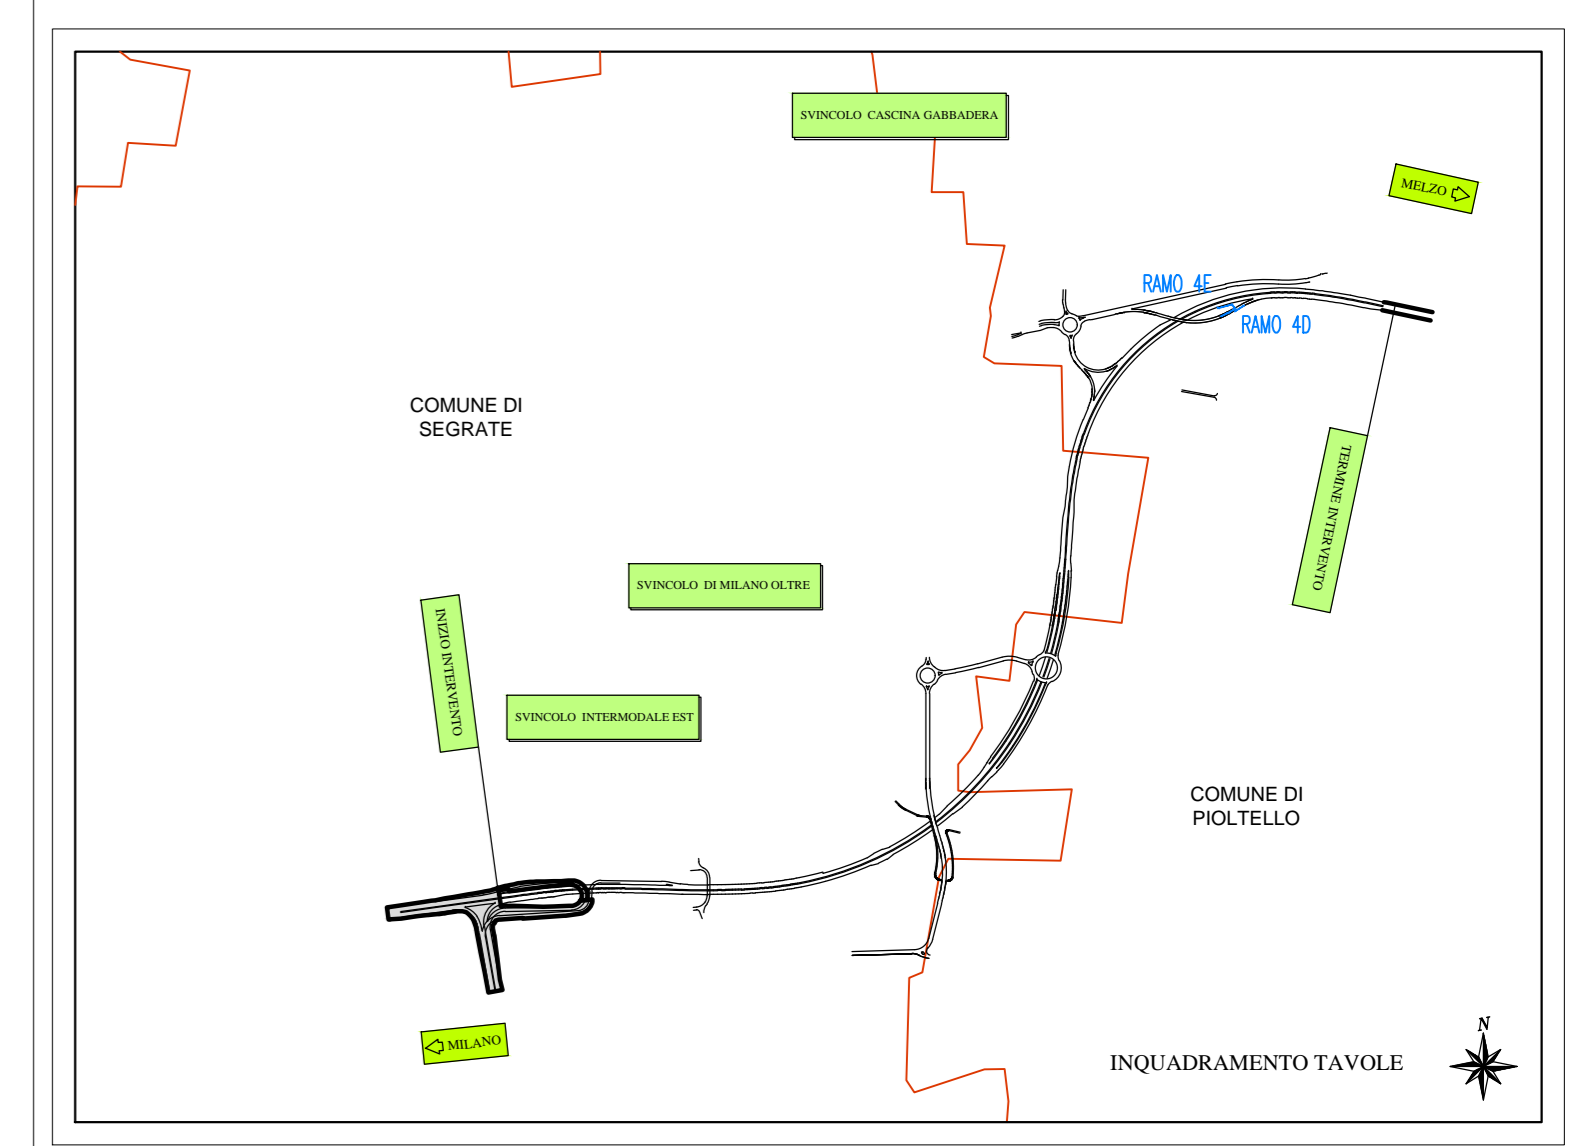 SVINCOLO CASCINA GABBADERA
MELZO
RAMO 4E
RAMO 4D
COMUNE DI
SEGRATE
TERMINE INTERVENTO
SVINCOLO DI MILANO OLTRE
INIZIO INTERVENTO
SVINCOLO INTERMODALE EST
COMUNE DI
PIOLTELLO
MILANO
N
INQUADRAMENTO TAVOLE